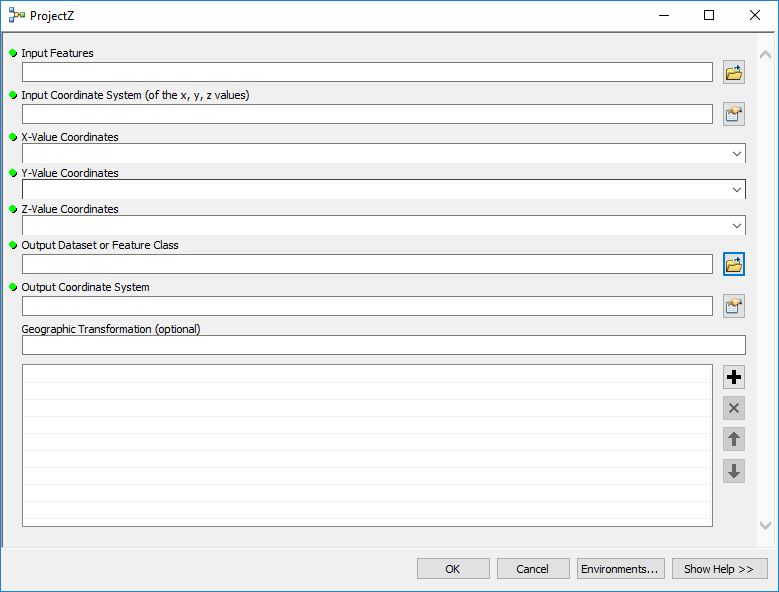 ProjectZ
Input Features
Input Coordinate System (of the x, y, z values)
X-Value Coordinates
Y-Value Coordinates
Z-Value Coordinates
Output Dataset or Feature Class
Output Coordinate System
Geographic Transformation (optional)
OK Cancel Environments... Show Help >>